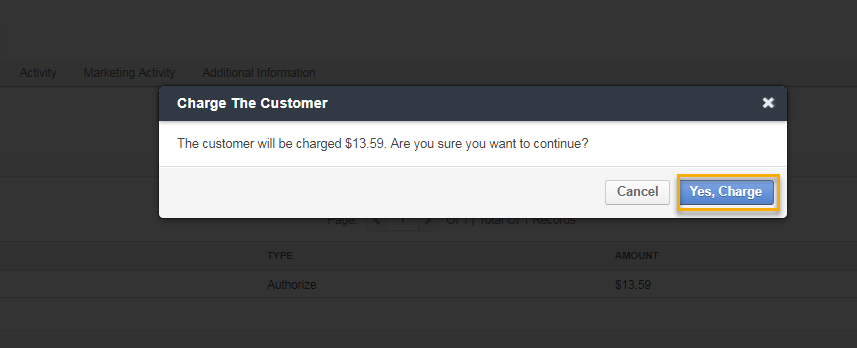 Activity Marketing Activity Additional Information
Charge The Customer
The customer will be charged $13.59. Are you sure you want to continue?
Cancel Yes, Charge
Page: 1 Of 1 | Total Of 1 Records
TYPE AMOUNT
Authorize $13.59